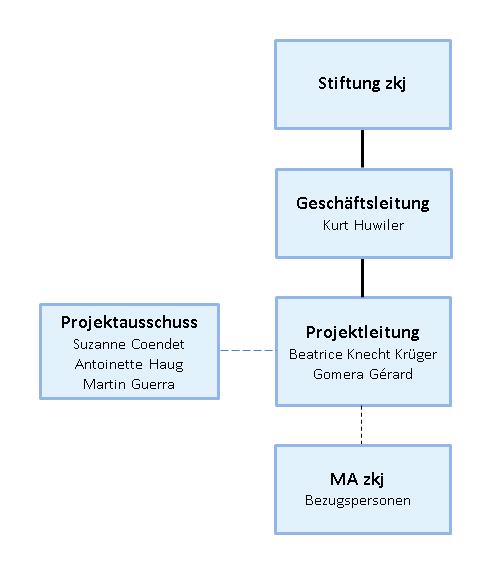 Stiftung zkj
Geschäftsleitung
Kurt Huwiler
Projektausschuss
Suzanne Coendet
Antoinette Haug
Martin Guerra
Projektleitung
Beatrice Knecht Krüger
Gomera Gérard
MA zkj
Bezugspersonen